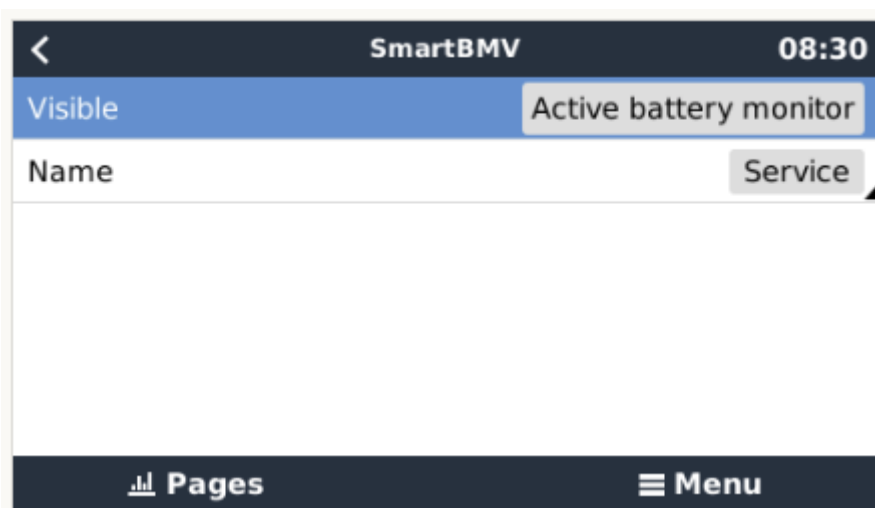 SmartBMV 08:30
Visible Active battery monitor
Name Service
Pages Menu